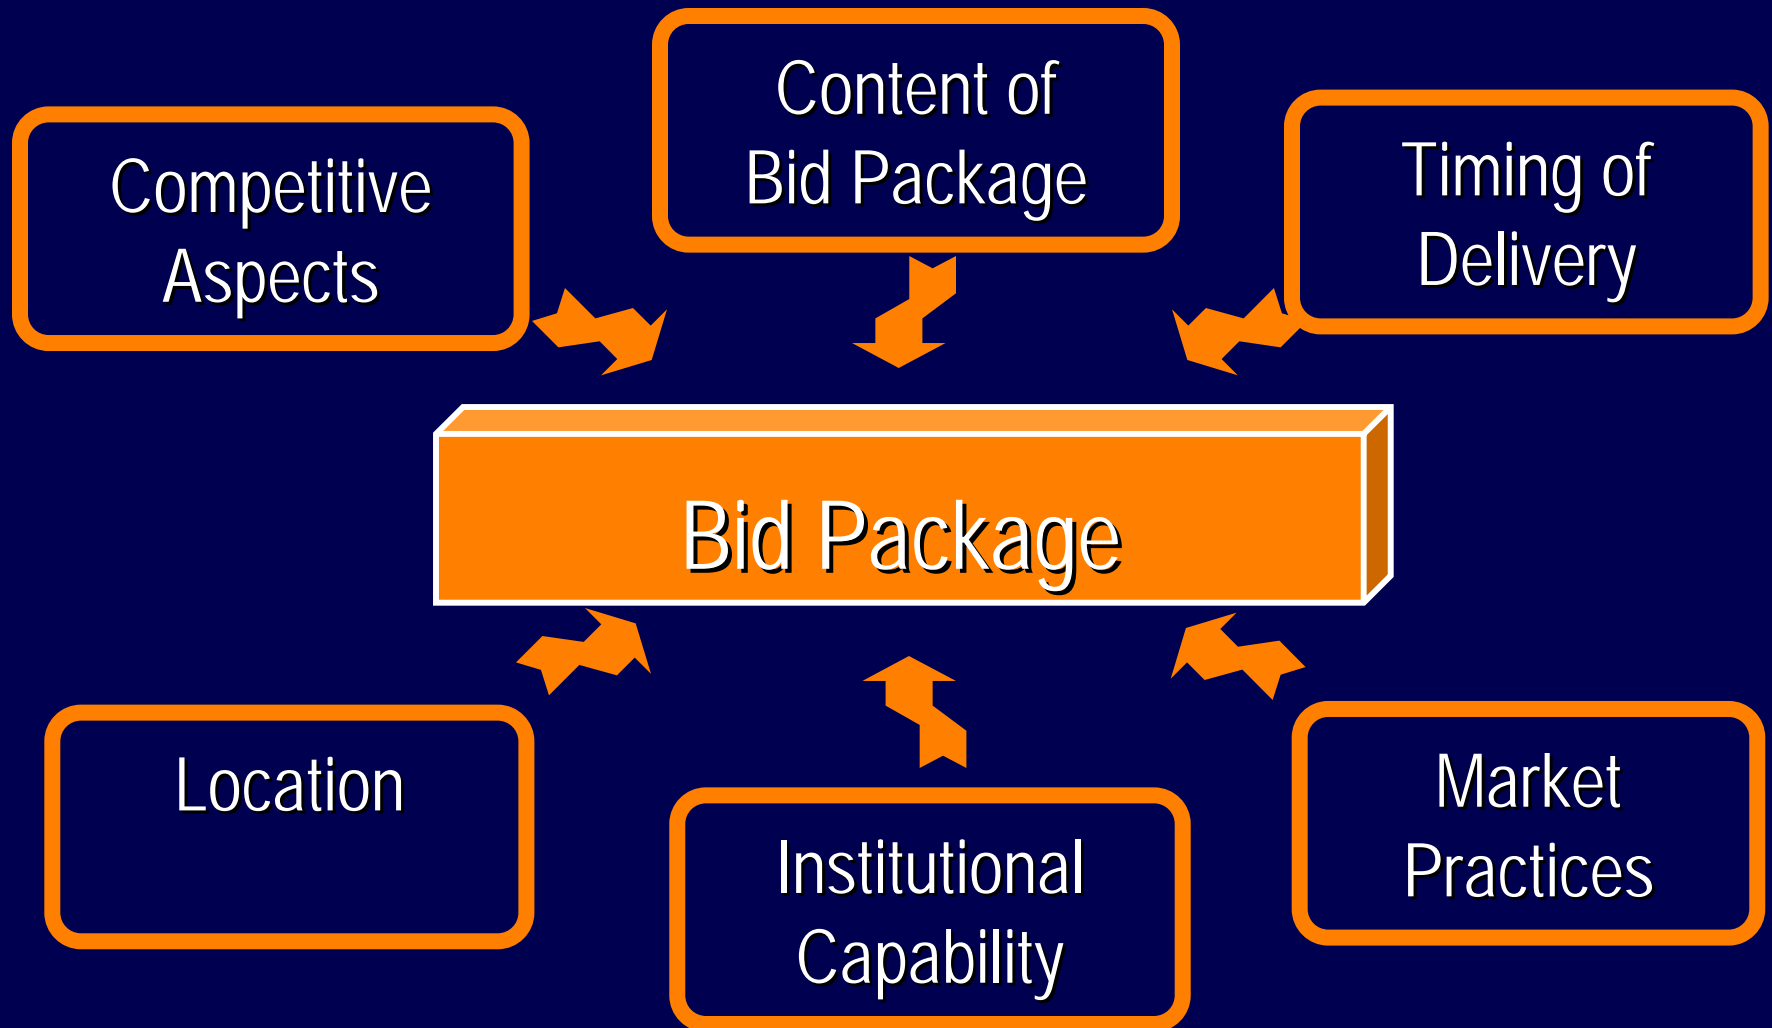 Content of
Bid Package
Competitive
Aspects
Timing of
Delivery
Bid Package
Location
Institutional
Capability
Market
Practices